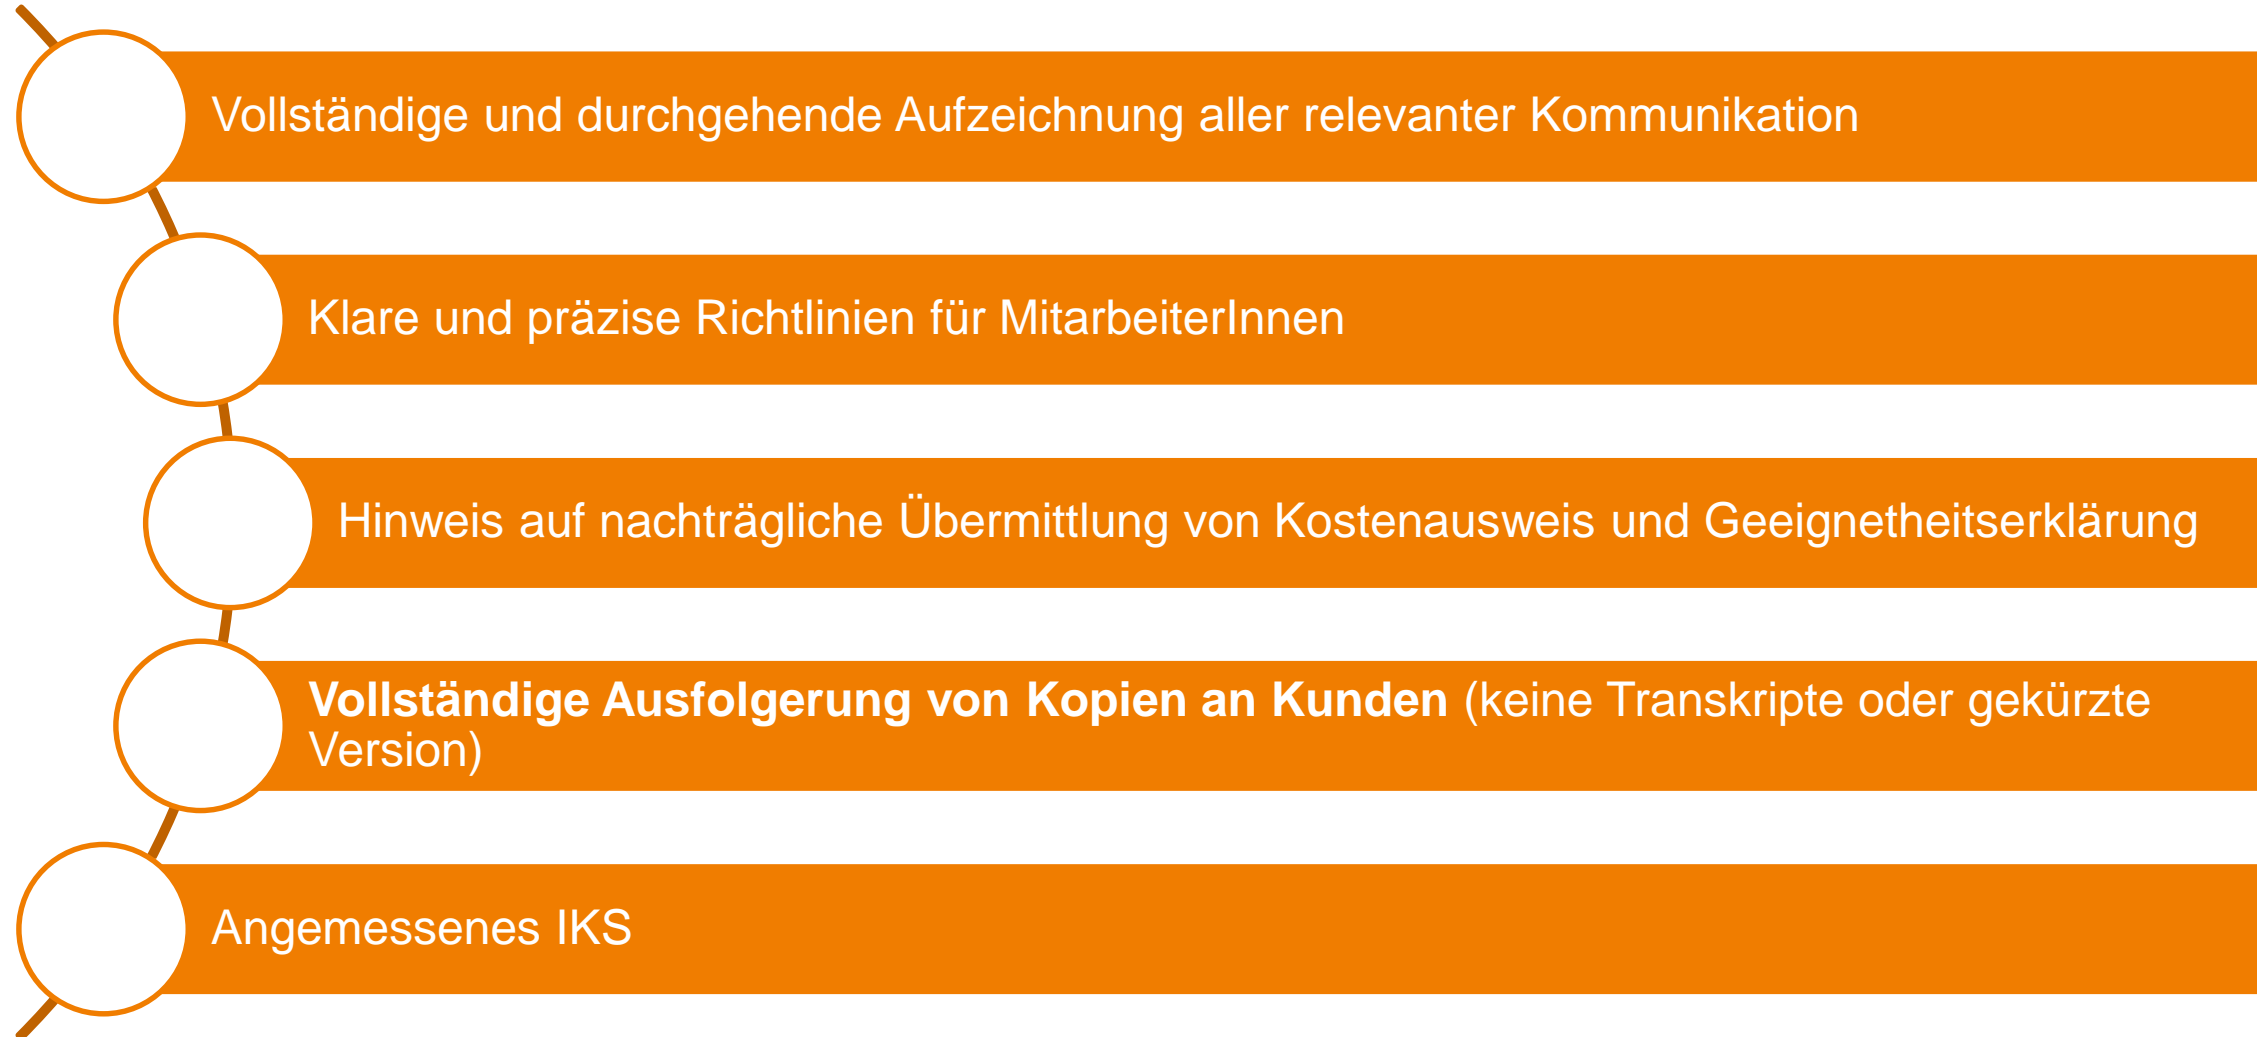 Vollständige und durchgehende Aufzeichnung aller relevanter Kommunikation
Klare und präzise Richtlinien für MitarbeiterInnen
Hinweis auf nachträgliche Übermittlung von Kostenausweis und Geeignetheitserklärung
Vollständige Ausfolgerung von Kopien an Kunden (keine Transkripte oder gekürzte
Version)
Angemessenes IKS